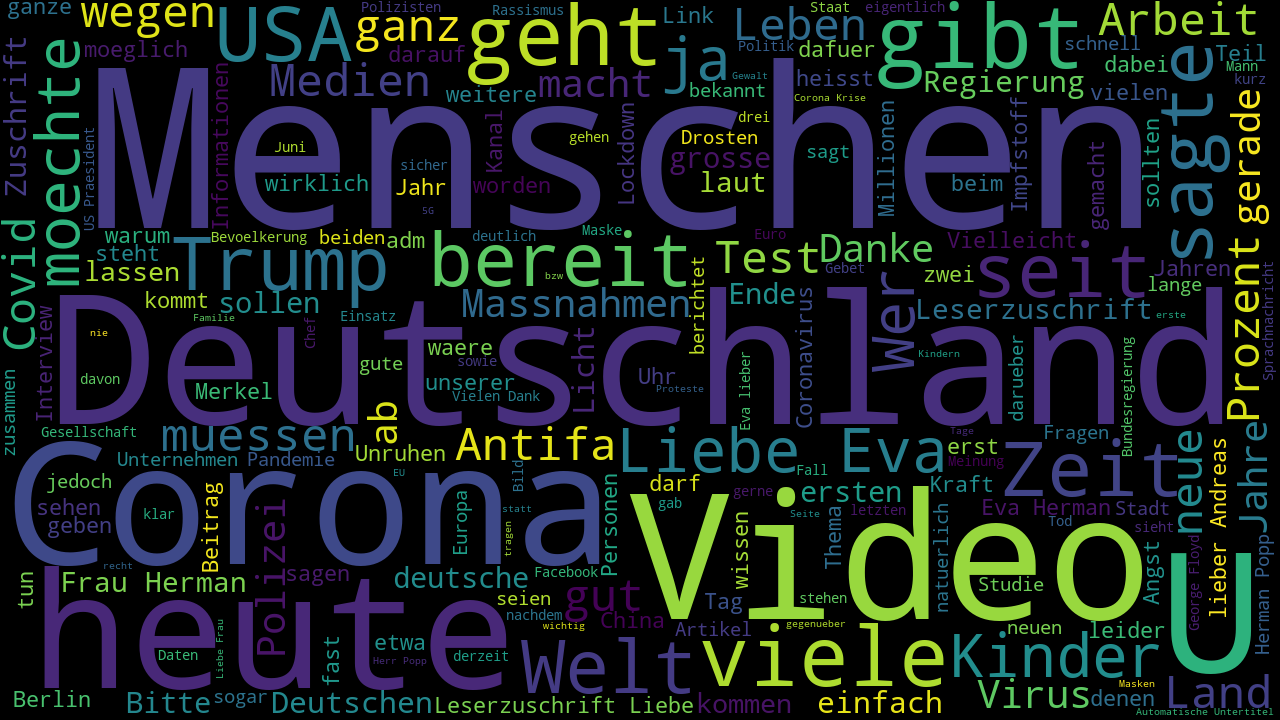 ganze
wegen
USA
ganz
Polizisten
darauf
geht
Rassismus
Link
ja
Leben
Staat
eigentlich
gibt
Arbeit
moeglich
Medien
weitere
macht
bekannt
Politik
Gewalt
dafuer
heisst
Regierung
schnell
dabei
vielen
Teil
Mann
kurz
sagte
Zuschrift
moechte
US Praesident
Informationen
Menschen
Juni
wirklich
sicher
Jahr
5G
Kanal
worden
gehen
Lockdown
drei
Drosten
grosse
laut
Corona Krise
sagt
Millionen
beim
Impfstoff
gemacht
sollten
gerade
Covid
warum
steht
lassen
Bevoelkerung
beiden
adm
Trump
bereit
deutlich
bzw
Maske
Euro
Test
Danke
Gebet
Vielleicht
zwei
seit
Jahren
lange
Sprachnachricht
kommt
sollen
Familie
Einsatz
Massnahmen
berichtet
Ende
Coronavirus
Wer
Leserzuschrift
erste
Prozent
Interview
nie
davon
Deutschland
chef
gute
waere
sowie
unserer
Vielen Dank
Licht
Uhr
Proteste
Eva lieber
Kindern
darueber
Bundesregierung
zusammen
Merkel
ab
Gesellschaft
muessen
Unternehmen
Pandemie
Unruhen
EU
Antifa
Bild
Liebe Eva
Fall
erst
Meinung
Tage
Fragen
Zeit
neue
Jahre
jedoch
sehen
geben
klar
Corona
Beitrag
Europa
statt
tragen
Personen
darf
gab
gerne
Seite
ersten
letzten
Kraft
Eva Herman
Stadt
sieht
Tod
lieber Andreas
recht
tun
Frau Herman
Polizei
sagen
deutsche
Facebook
seien
nachdem
wichtig
gut
China
Video
wissen
Thema
stehen
gegenueber
natuerlich
Studie
Angst
George Floyd
Herman Popp
U
heute
Daten
Liebe Frau
fast
etwa
Herr Popp
derzeit
Welt
Tag
Artikel
viele
neuen
leider
Kinder
Berlin
Bitte
sogar
Deutschen
Leserzuschrift Liebe
kommen
einfach
Virus
denen
Masken
Land
Automatische Untertitel